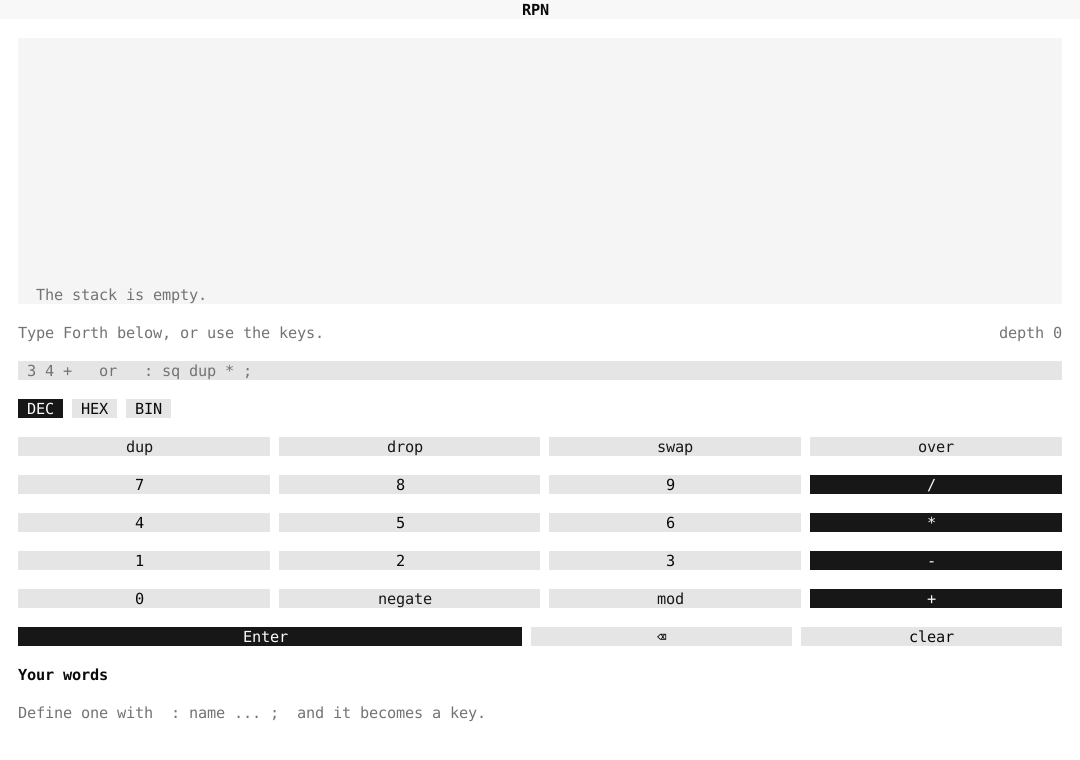 RPN
The stack is empty.
Type Forth below, or use the keys. depth 0
3 4 +   or   : sq dup * ;
DEC HEX BIN
dup drop swap over
7 8 9 /
4 5 6 *
1 2 3 -
0 negate mod +
Enter ⌫ clear
Your words
Define one with  : name ... ;  and it becomes a key.